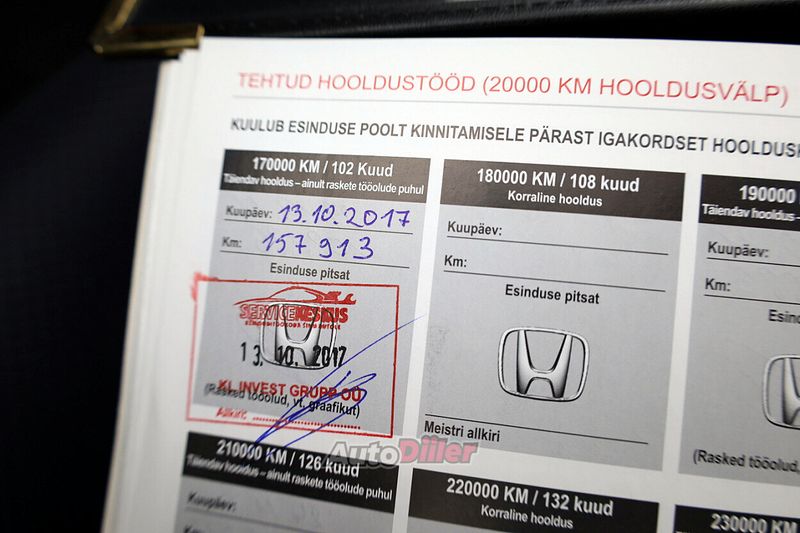 TEHTUD HOOLDUSTÖÖD (20000 KM HOOLDUSVÄLP)
KUULUB ESINDUSE POOLT KINNITAMISELE PÄRAST IGAKORDSET
170000 KM / 102 Kuud
Täiendav hooldus – ainult raskete tööolude puhul
Kuupäev: 13.10.2017
Km: 157 913
Esinduse pitsat
SERVICEKESKUS
13. 10. 2017
KL INVEST GRUPP OÜ
(Rasked tööolud, vt. graafikut)
Allkiri:
180000 KM / 108 kuud
Korraline hooldus
Kuupäev:
Km:
Esinduse pitsat
Meistri allkiri
190000
Täiendav hooldus –
Kuupäev:
Km:
(Rasked
AutoDiller
210000 KM / 126 kuud
Täiendav hooldus – ainult raskete tööolude puhul
Kuupäev:
220000 KM / 132 kuud
Korraline hooldus
230000 KM